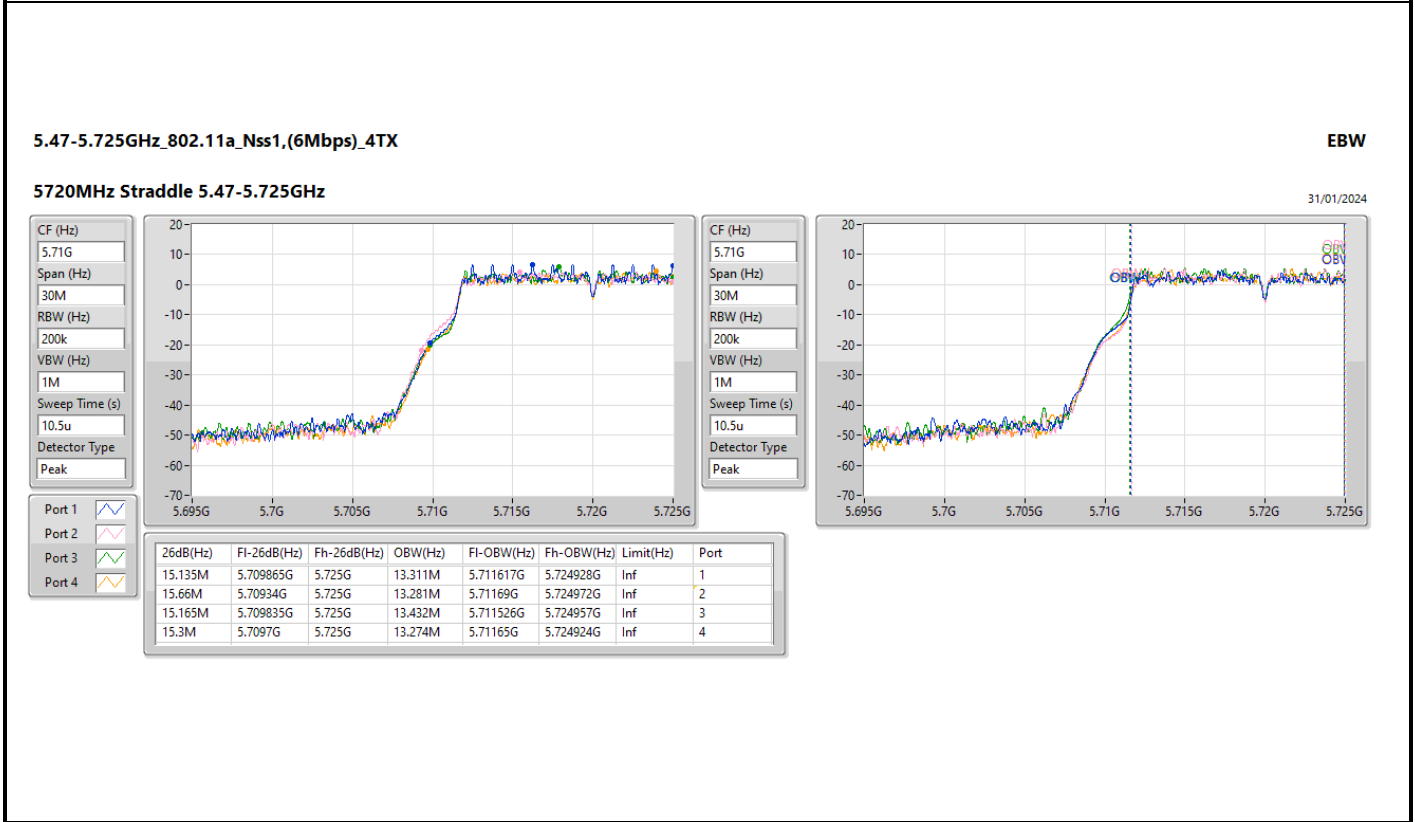 5.47-5.725GHz_802.11a_Nss1,(6Mbps)_4TX
EBW
5720MHz Straddle 5.47-5.725GHz
31/01/2024
CF (Hz)
5.71G
Span (Hz)
30M
RBW (Hz)
200k
VBW (Hz)
1M
Sweep Time (s)
10.5u
Detector Type
Peak
Port 1
Port 2
Port 3
Port 4
20
10
0
-10
-20
-30
-40
-50
-60
-70
5.695G 5.7G 5.705G 5.71G 5.715G 5.72G 5.725G
CF (Hz)
5.71G
Span (Hz)
30M
RBW (Hz)
200k
VBW (Hz)
1M
Sweep Time (s)
10.5u
Detector Type
Peak
20
10
0
-10
-20
-30
-40
-50
-60
-70
5.695G 5.7G 5.705G 5.71G 5.715G 5.72G 5.725G
26dB(Hz) Fl-26dB(Hz) Fh-26dB(Hz) OBW(Hz) Fl-OBW(Hz) Fh-OBW(Hz) Limit(Hz) Port
15.135M 5.709865G 5.725G 13.311M 5.711617G 5.724928G Inf 1
15.66M 5.70934G 5.725G 13.281M 5.71169G 5.724972G Inf 2
15.165M 5.709835G 5.725G 13.432M 5.711526G 5.724957G Inf 3
15.3M 5.7097G 5.725G 13.274M 5.71165G 5.724924G Inf 4